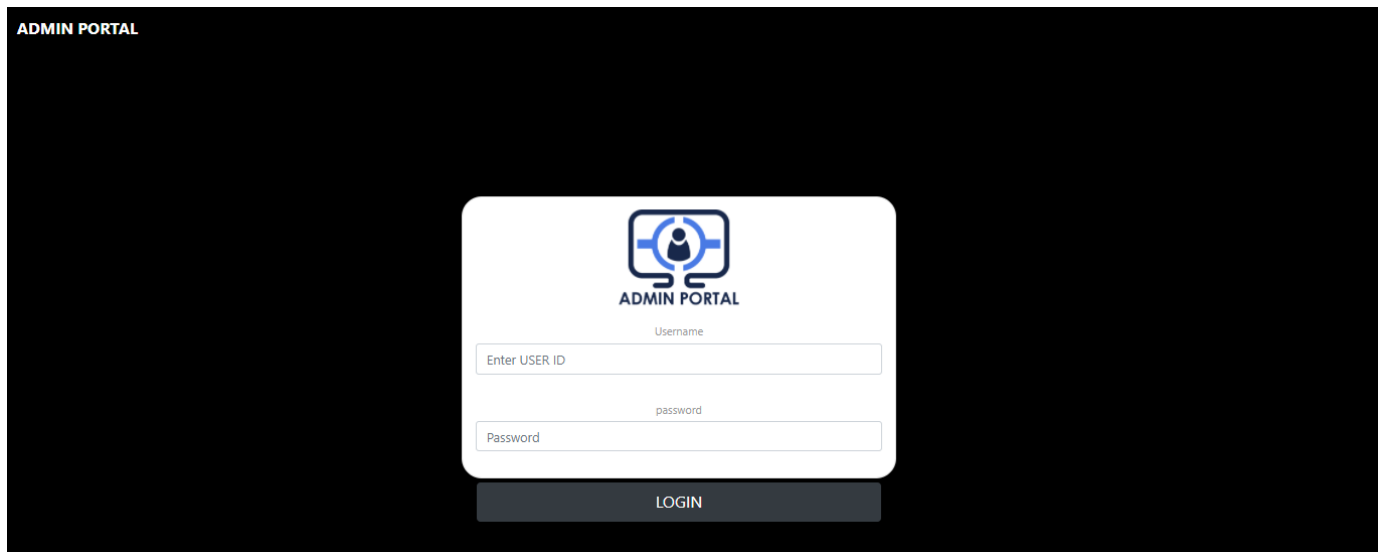 ADMIN PORTAL
ADMIN PORTAL
Username
Enter USER ID
password
Password
LOGIN